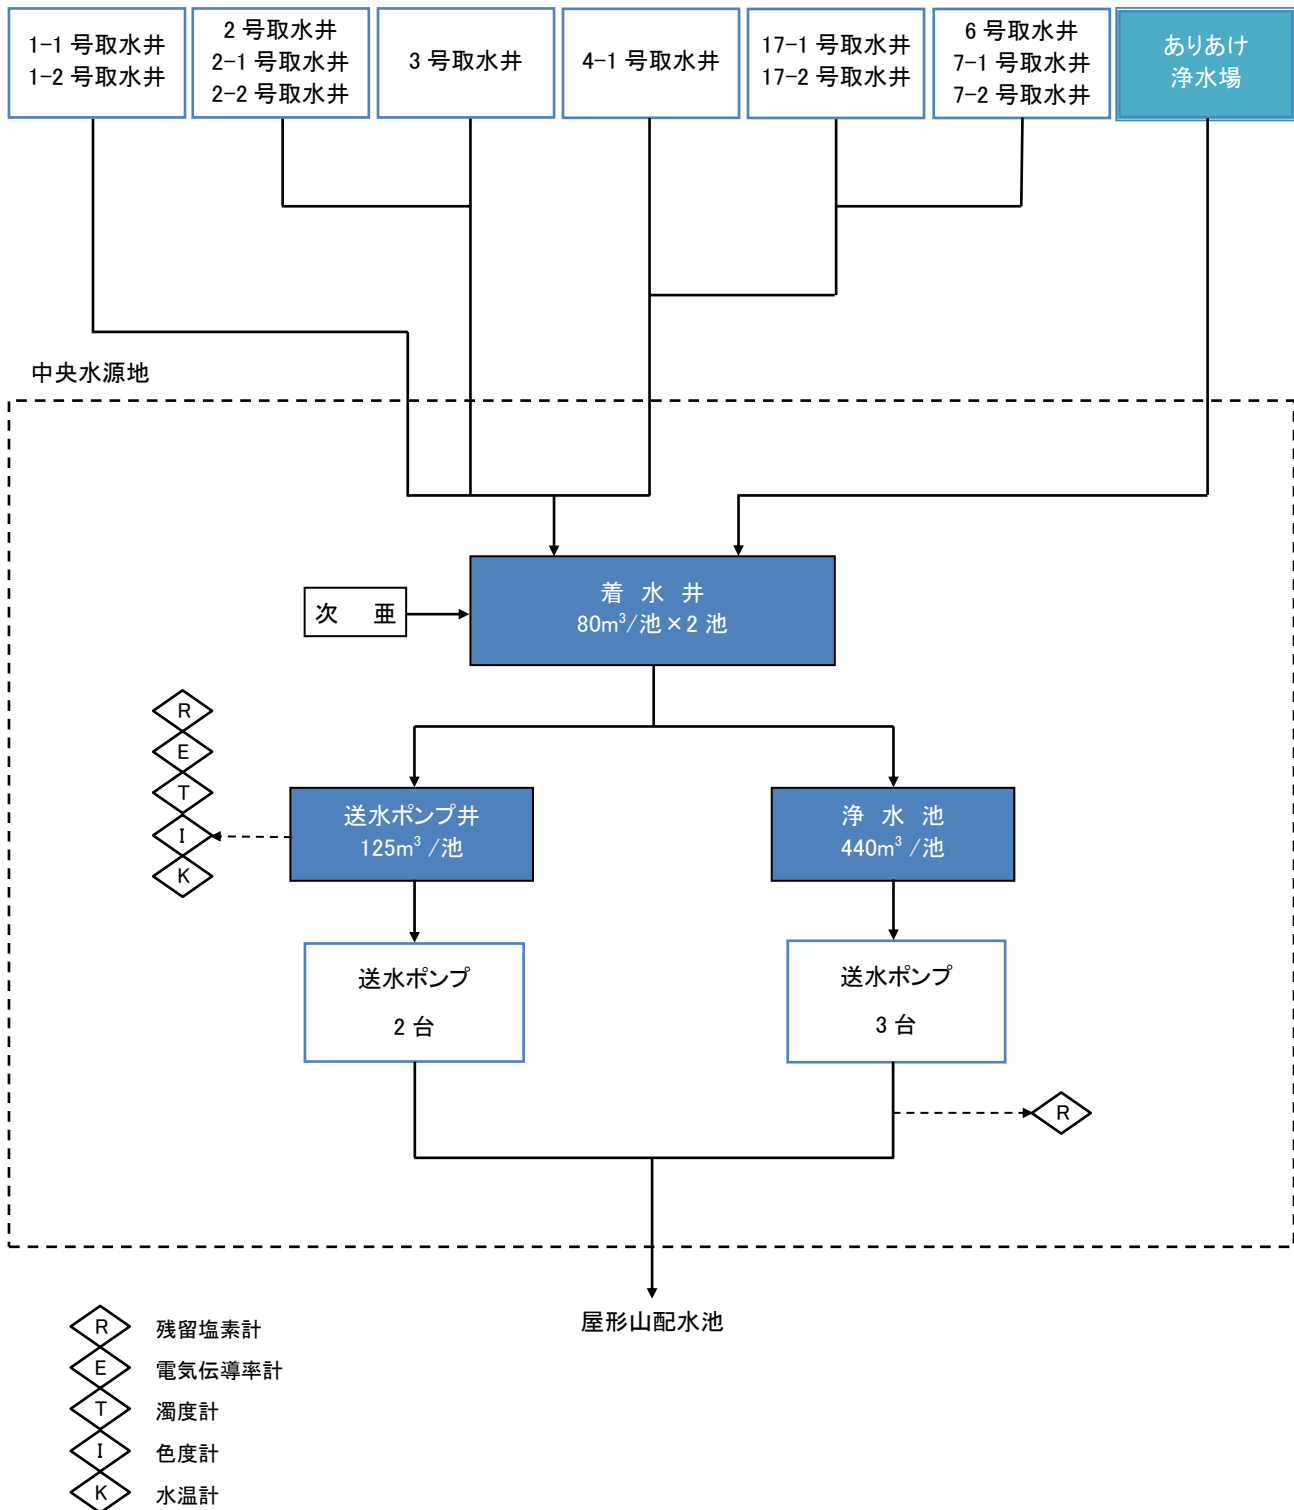 1-1 号取水井
1-2 号取水井
2 号取水井
2-1 号取水井
2-2 号取水井
3 号取水井
4-1 号取水井
17-1 号取水井
17-2 号取水井
6 号取水井
7-1 号取水井
7-2 号取水井
ありあけ
浄水場
中央水源地
着 水 井
80m³/池×2 池
次 亜
R
E
T
I
K
送水ポンプ井
125m³ /池
浄 水 池
440m³ /池
送水ポンプ
2 台
送水ポンプ
3 台
R
屋形山配水池
R 残留塩素計
E 電気伝導率計
T 濁度計
I 色度計
K 水温計